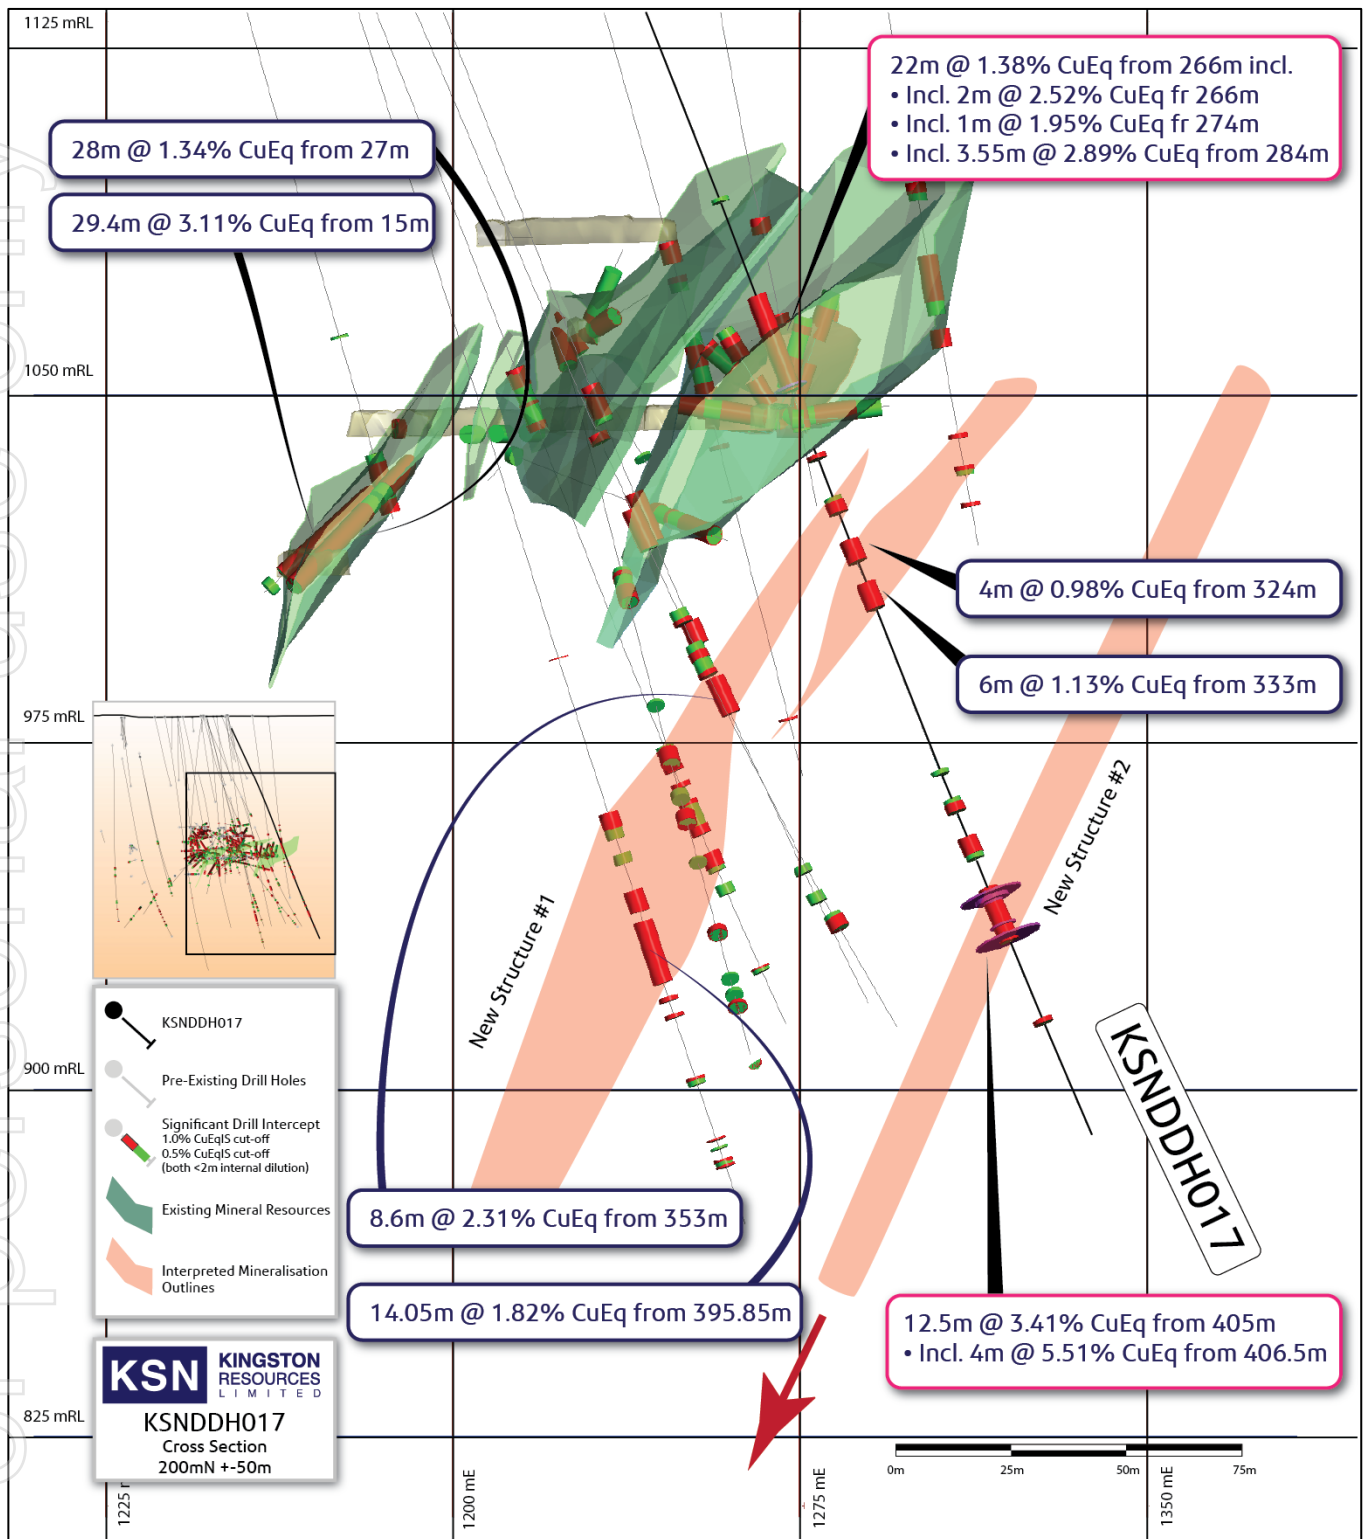 1125 mRL
22m @ 1.38% CuEq from 266m incl.
• Incl. 2m @ 2.52% CuEq fr 266m
• Incl. 1m @ 1.95% CuEq fr 274m
• Incl. 3.55m @ 2.89% CuEq from 284m
28m @ 1.34% CuEq from 27m
29.4m @ 3.11% CuEq from 15m
1050 mRL
4m @ 0.98% CuEq from 324m
6m @ 1.13% CuEq from 333m
975 mRL
New Structure #2
New Structure #1
KSNDDH017
900 mRL
KSNDDH017
Pre-Existing Drill Holes
Significant Drill Intercept
1.0% CuEqIS cut-off
0.5% CuEqIS cut-off
(both <2m internal dilution)
Existing Mineral Resources
Interpreted Mineralisation
Outlines
8.6m @ 2.31% CuEq from 353m
14.05m @ 1.82% CuEq from 395.85m
12.5m @ 3.41% CuEq from 405m
• Incl. 4m @ 5.51% CuEq from 406.5m
KSN
KINGSTON
RESOURCES
LIMITED
KSNDDH017
Cross Section
200mN +-50m
825 mRL
0m 25m 50m 75m
1225
1200 mE
1275 mE
1350 mE